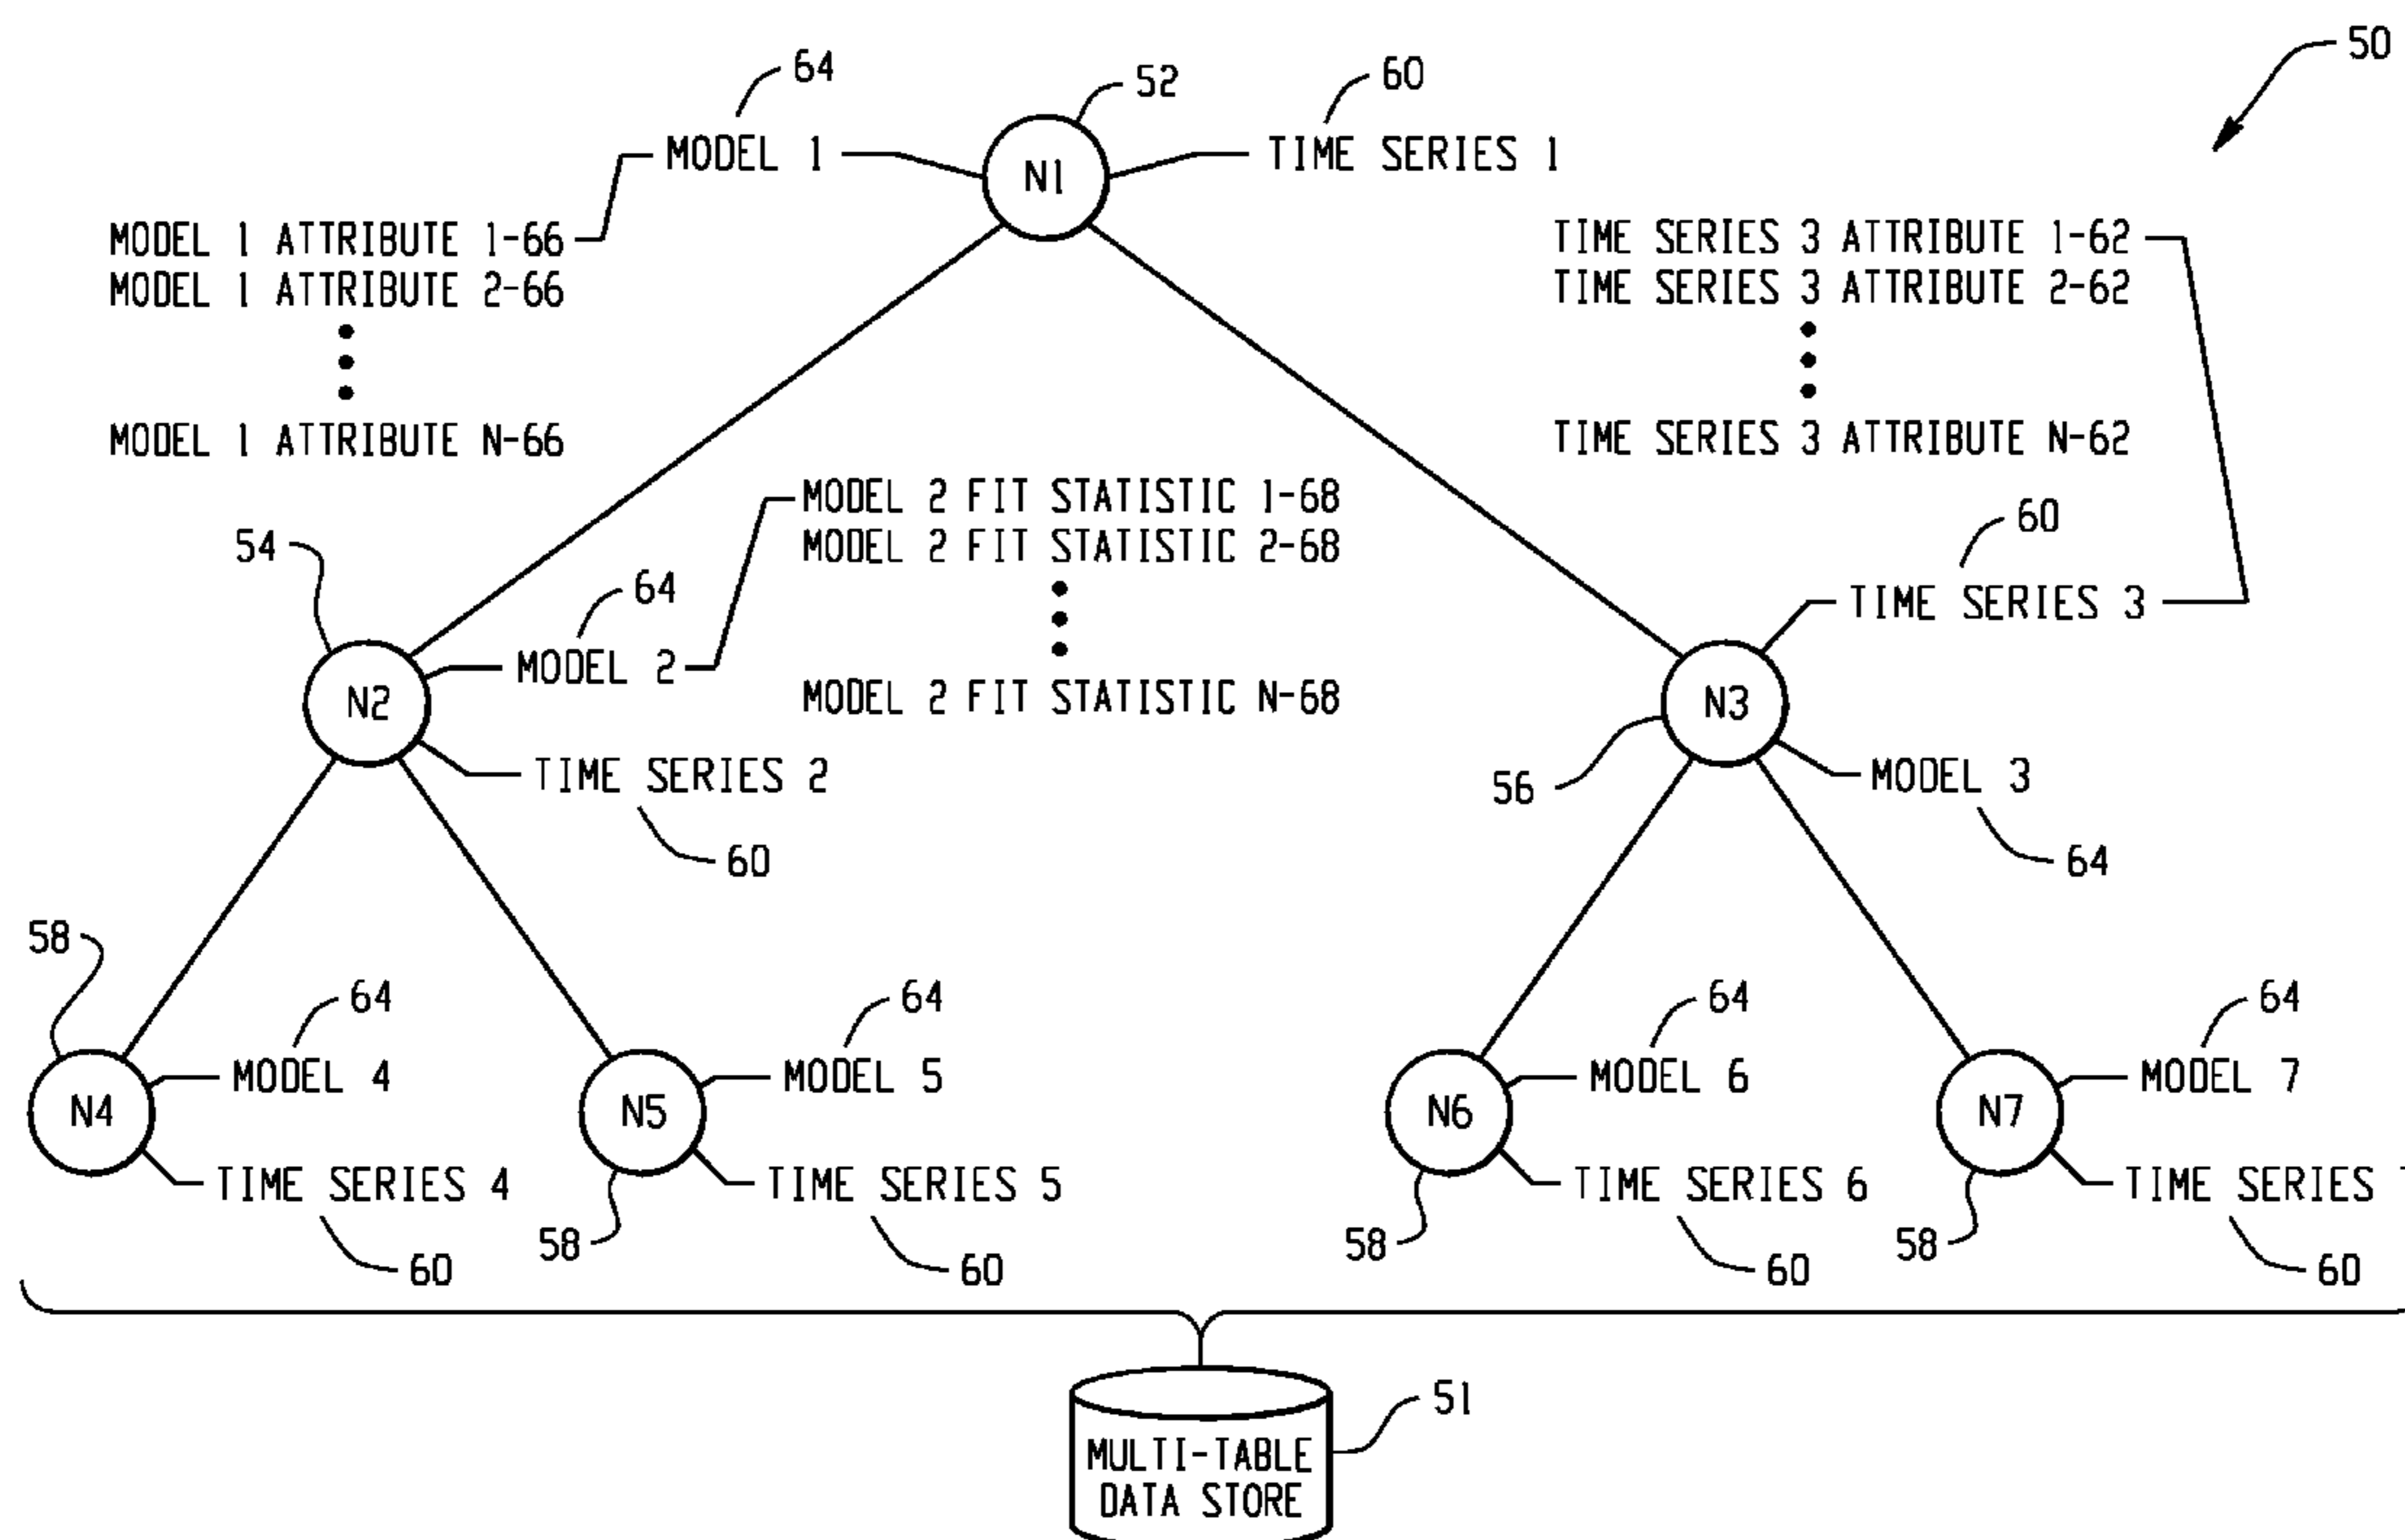 50
64
52
60
MODEL 1
N1
TIME SERIES 1
MODEL 1 ATTRIBUTE 1-66
MODEL 1 ATTRIBUTE 2-66
MODEL 1 ATTRIBUTE N-66
TIME SERIES 3 ATTRIBUTE 1-62
TIME SERIES 3 ATTRIBUTE 2-62
TIME SERIES 3 ATTRIBUTE N-62
MODEL 2 FIT STATISTIC 1-68
MODEL 2 FIT STATISTIC 2-68
MODEL 2 FIT STATISTIC N-68
54
64
MODEL 2
N2
TIME SERIES 2
60
60
TIME SERIES 3
N3
56
MODEL 3
64
58
64
MODEL 4
N4
TIME SERIES 4
60
64
MODEL 5
N5
TIME SERIES 5
58
60
64
MODEL 6
N6
TIME SERIES 6
58
60
64
MODEL 7
N7
TIME SERIES
58
60
51
MULTI-TABLE
DATA STORE